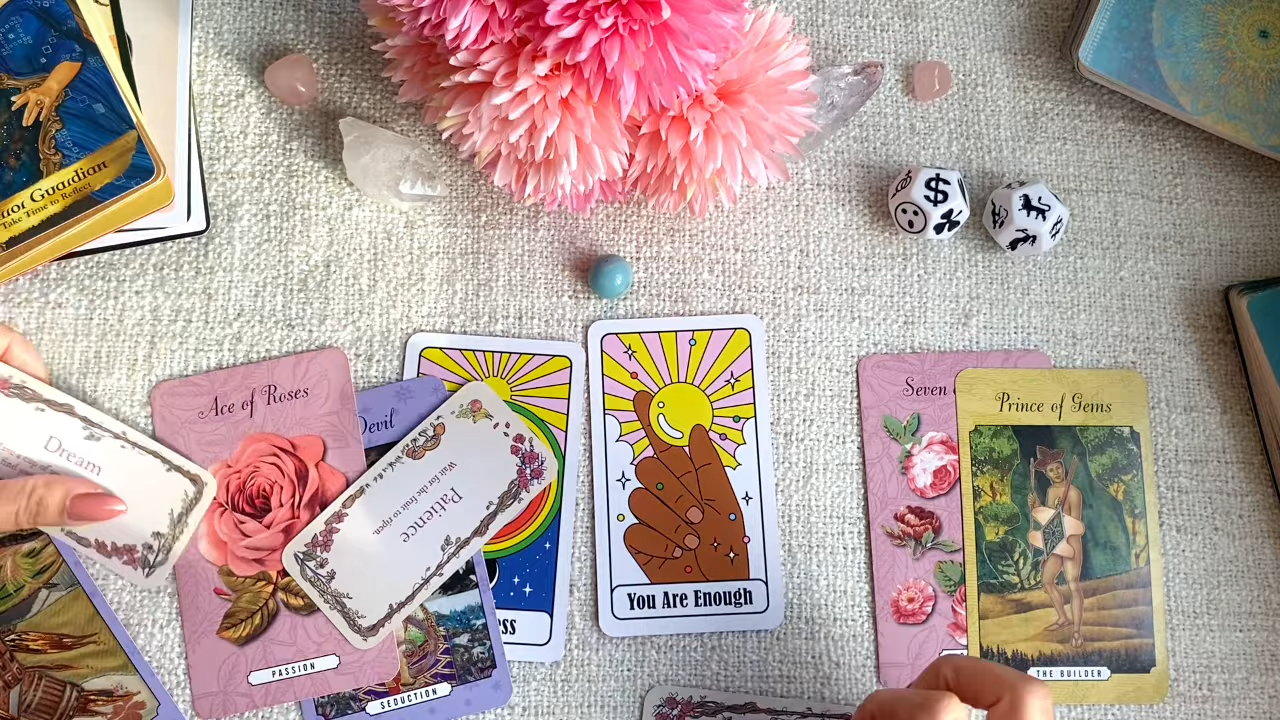 Guardian
Take Time to Reflect
Dream
Ace of Roses
PASSION
Devil
SEDUCTION
Patience
Wait for the fruit to ripen.
You Are Enough
Seven
Prince of Gems
THE BUILDER
$